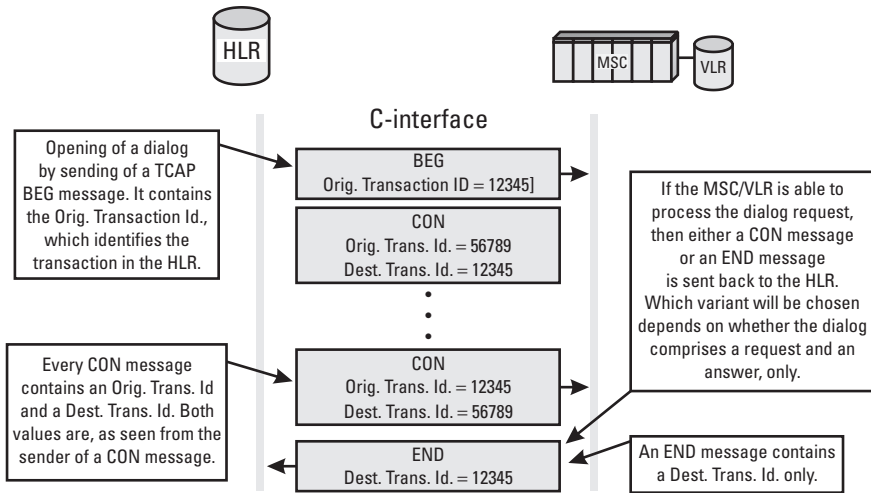 HLR
MSC
VLR
C-interface
Opening of a dialog
by sending of a TCAP
BEG message. It contains
the Orig. Transaction Id.,
which identifies the
transaction in the HLR.
BEG
Orig. Transaction ID = 12345]
CON
Orig. Trans. Id. = 56789
Dest. Trans. Id. = 12345
If the MSC/VLR is able to
process the dialog request,
then either a CON message
or an END message
is sent back to the HLR.
Which variant will be chosen
depends on whether the dialog
comprises a request and an
answer, only.
Every CON message
contains an Orig. Trans. Id
and a Dest. Trans. Id. Both
values are, as seen from the
sender of a CON message.
CON
Orig. Trans. Id. = 12345
Dest. Trans. Id. = 56789
END
Dest. Trans. Id. = 12345
An END message contains
a Dest. Trans. Id. only.